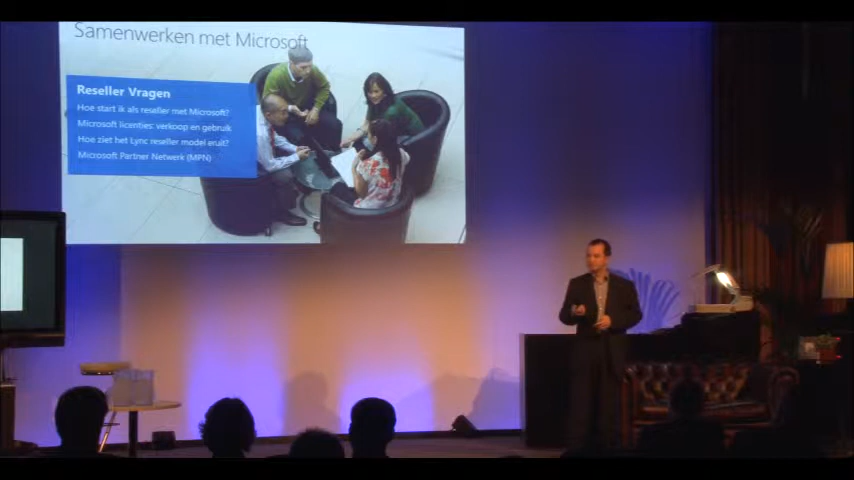 Samenwerken met Microsoft
Reseller Vragen
Hoe start ik als reseller met Microsoft?
Microsoft licenties: verkoop en gebruik
Hoe ziet het Lync reseller model eruit?
Microsoft Partner Netwerk (MPN)